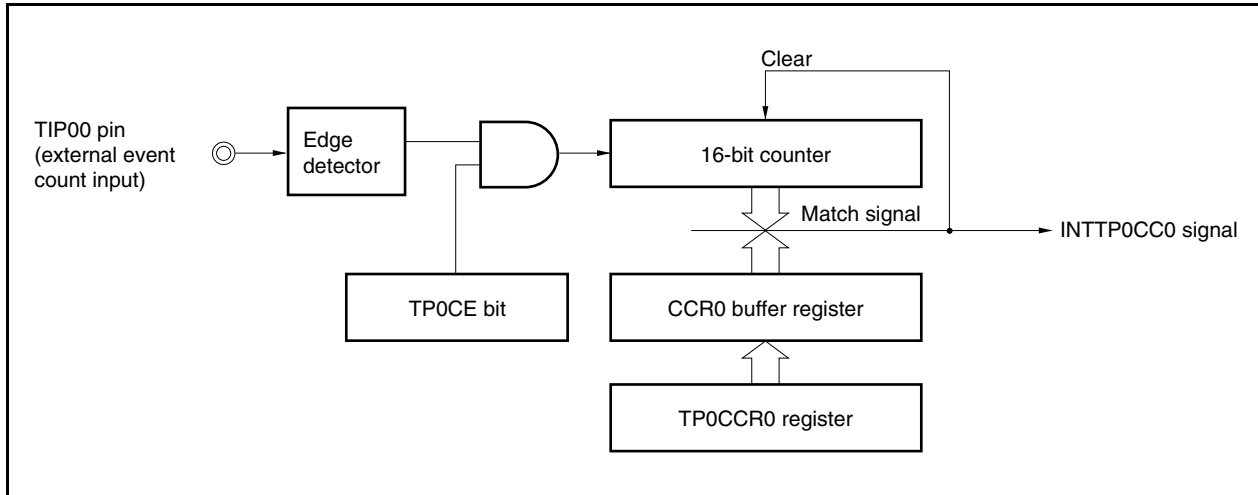 Clear
TIP00 pin
(external event
count input)
Edge
detector
16-bit counter
Match signal
INTTP0CC0 signal
TP0CE bit
CCR0 buffer register
TP0CCR0 register